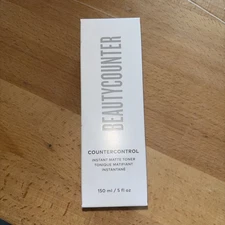 BEAUTYCOUNTER
COUNTERCONTROL
INSTANT MATTE TONER
TONIQUE MATIFIANT
INSTANTANÉ
150 ml / 5 fl oz